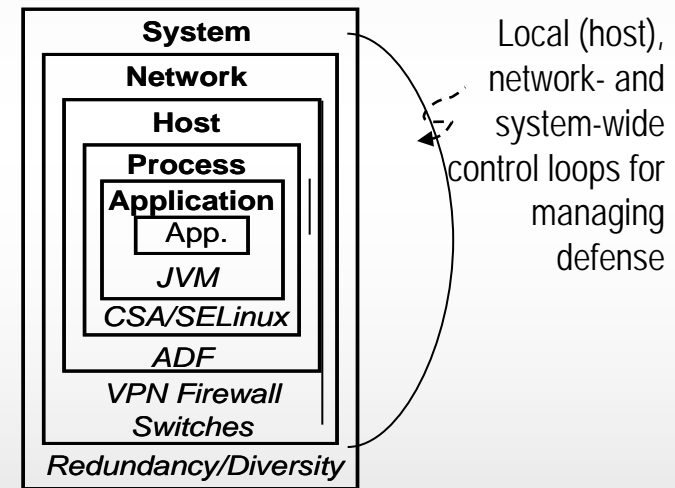 System
Network
Host
Process
Application
App.
JVM
CSA/SELinux
ADF
VPN Firewall
Switches
Redundancy/Diversity
Local (host),
network- and
system-wide
control loops for
managing
defense